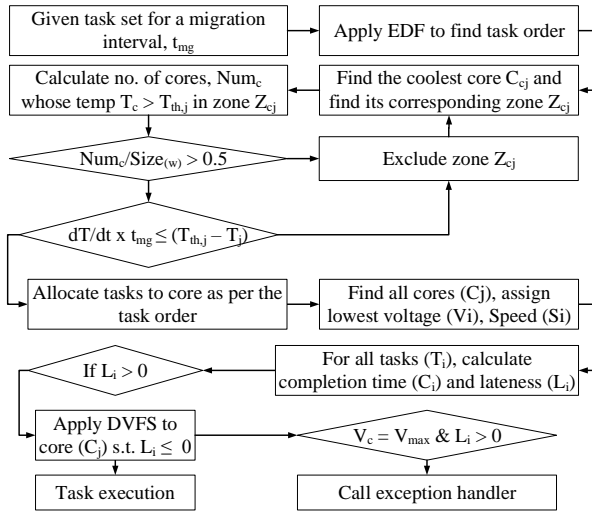 Given task set for a migration
interval, t_mg
Apply EDF to find task order
Calculate no. of cores, Num_c
whose temp T_c > T_th,j in zone Z_cj
Find the coolest core C_cj and
find its corresponding zone Z_cj
Num_c/Size_(w) > 0.5
Exclude zone Z_cj
dT/dt x t_mg ≤ (T_th,j – T_j)
Allocate tasks to core as per the
task order
Find all cores (Cj), assign
lowest voltage (Vi), Speed (Si)
If L_i > 0
For all tasks (T_i), calculate
completion time (C_i) and lateness (L_i)
Apply DVFS to
core (C_j) s.t. L_i ≤ 0
V_c = V_max & L_i > 0
Task execution
Call exception handler